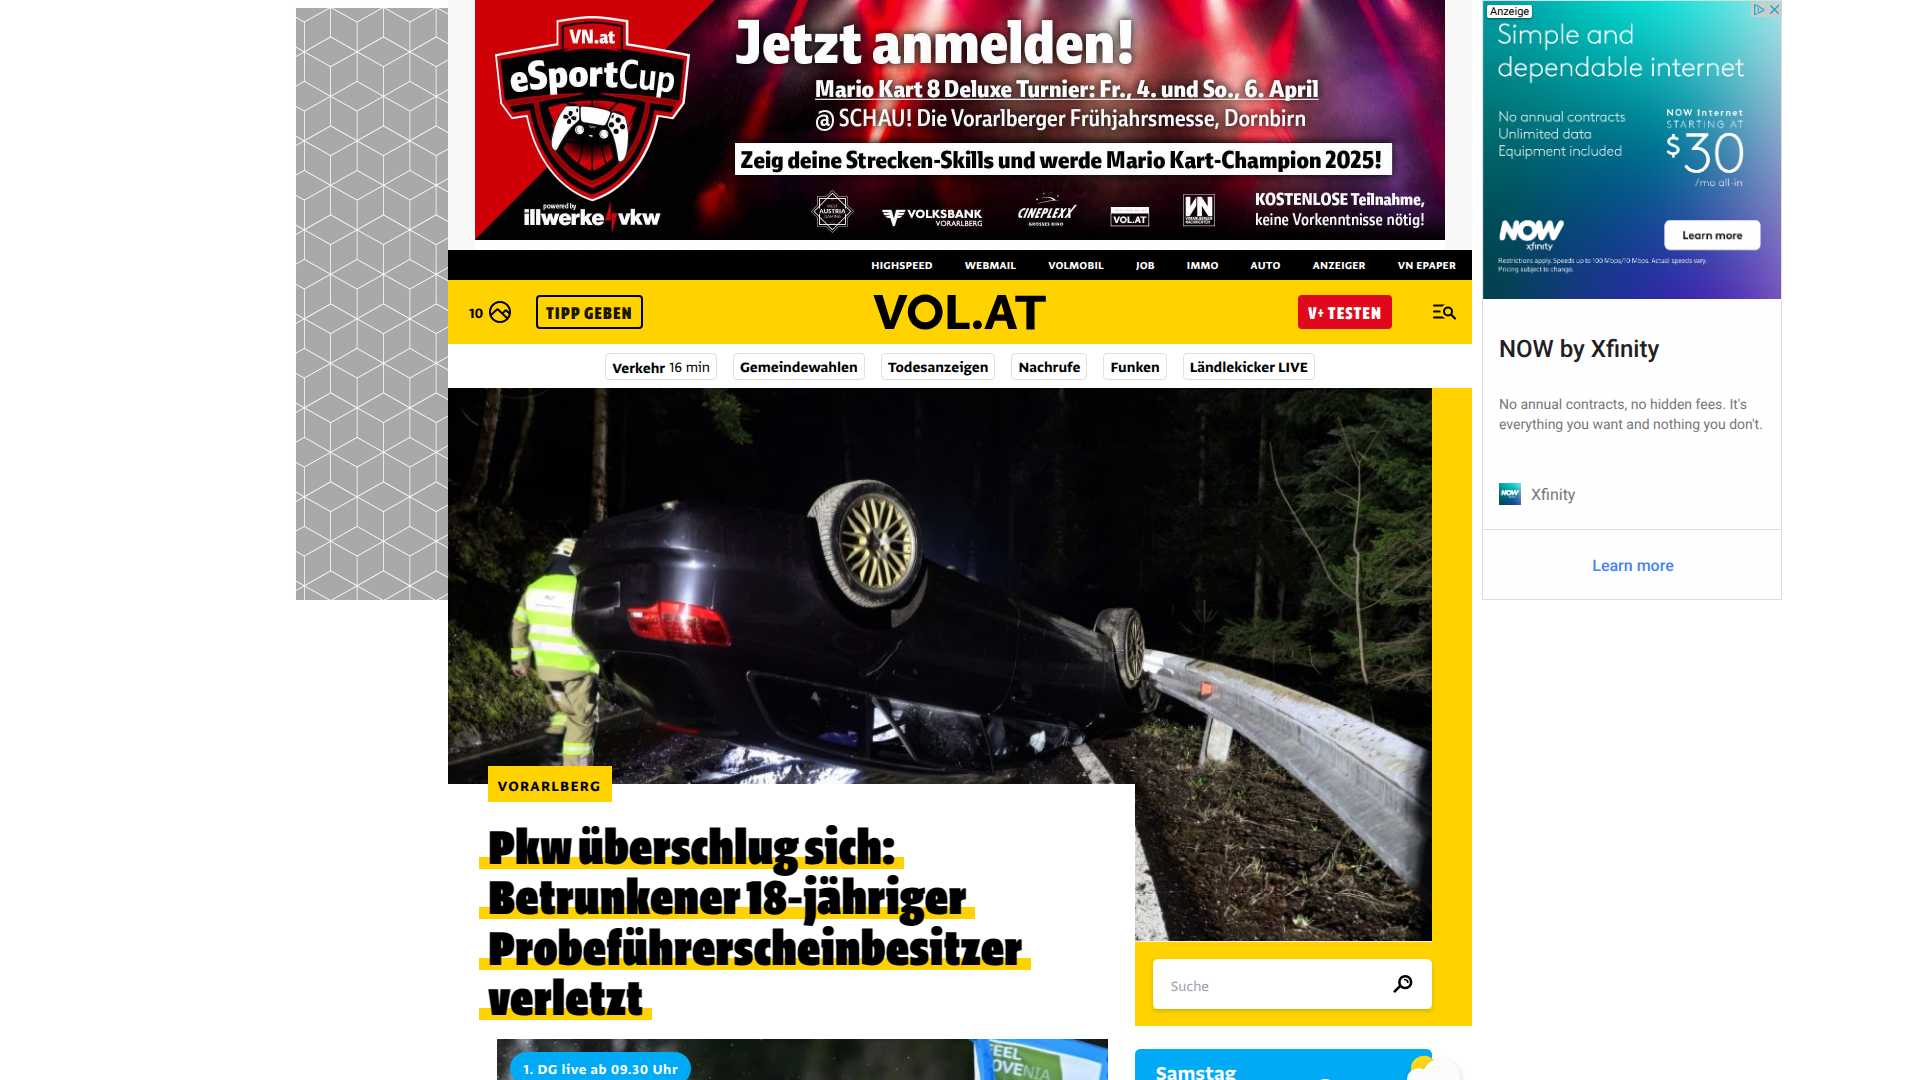 VN.at
eSportCup
powered by
illwerke vkw
Jetzt anmelden!
Mario Kart 8 Deluxe Turnier: Fr., 4. und So., 6. April
@ SCHAU! Die Vorarlberger Frühjahrsmesse, Dornbirn
Zeig deine Strecken-Skills und werde Mario Kart-Champion 2025!
AUSTRIA
VOLKSBANK
VORARLBERG
CINEPLEXX
VOL.AT
VN
KOSTENLOSE Teilnahme,
keine Vorkenntnisse nötig!
Anzeige
Simple and
dependable internet
No annual contracts
Unlimited data
Equipment included
NOW Internet
STARTING AT
$30
/mo all-in
NOW
xfinity
Learn more
Restrictions apply. Speeds up to 100 Mbps/10 Mbps. Actual speeds vary.
Pricing subject to change.
NOW by Xfinity
No annual contracts, no hidden fees. It's
everything you want and nothing you don't.
NOW
Xfinity
Learn more
HIGHSPEED WEBMAIL VOLMOBIL JOB IMMO AUTO ANZEIGER VN EPAPER
10
TIPP GEBEN
VOL.AT
V+ TESTEN
Verkehr 16 min
Gemeindewahlen
Todesanzeigen
Nachrufe
Funken
Ländlekicker LIVE
VORARLBERG
Pkw überschlug sich:
Betrunkener 18-jähriger
Probeführerscheinbesitzer
verletzt
Suche
1. DG live ab 09.30 Uhr
FEEL
SLOVENIA
Samstag